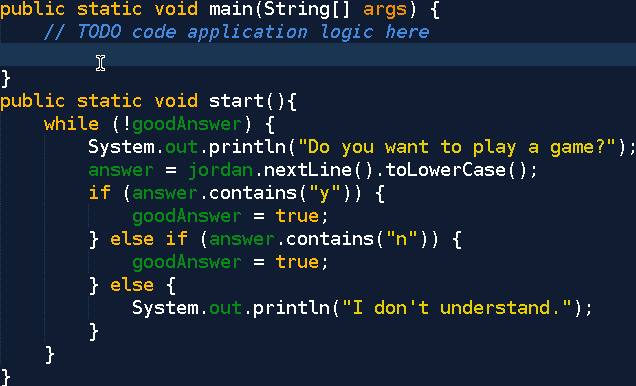 public static void main(String[] args) {
    // TODO code application logic here
}
public static void start(){
    while (!goodAnswer) {
        System.out.println("Do you want to play a game?");
        answer = jordan.nextLine().toLowerCase();
        if (answer.contains("y")) {
            goodAnswer = true;
        } else if (answer.contains("n")) {
            goodAnswer = true;
        } else {
            System.out.println("I don't understand.");
        }
    }
}